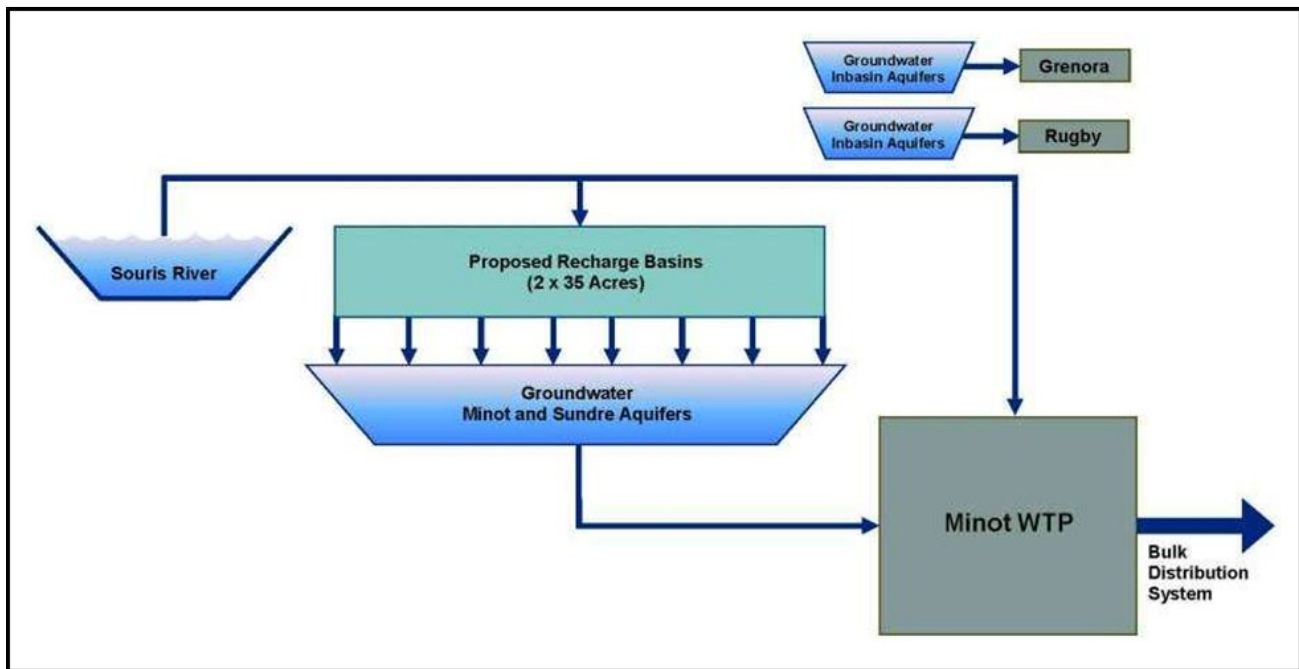 Groundwater
Inbasin Aquifers
Grenora
Groundwater
Inbasin Aquifers
Rugby
Souris River
Proposed Recharge Basins
(2 x 35 Acres)
Groundwater
Minot and Sundre Aquifers
Minot WTP
Bulk
Distribution
System